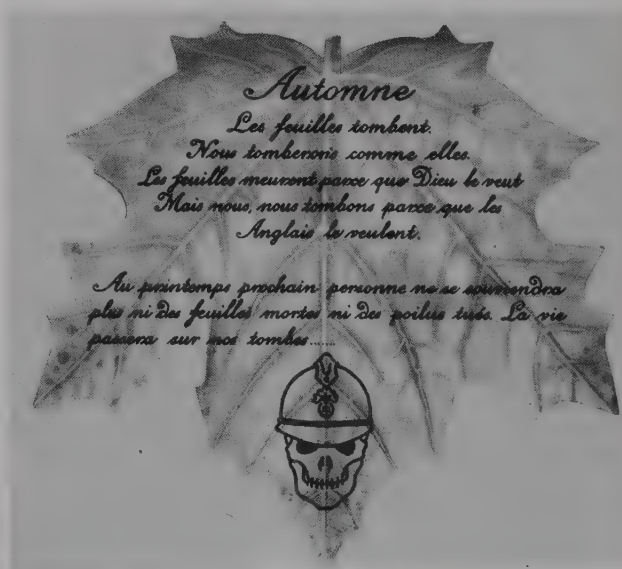 Automne
Les feuilles tombent.
Nous tomberons comme elles.
Les feuilles meurent parce que Dieu le veut
Mais nous, nous tombons parce que les
Anglais le veulent.
Au printemps prochain personne ne se souviendra
plus ni des feuilles mortes ni des poilus tués. La vie
passera sur nos tombes......